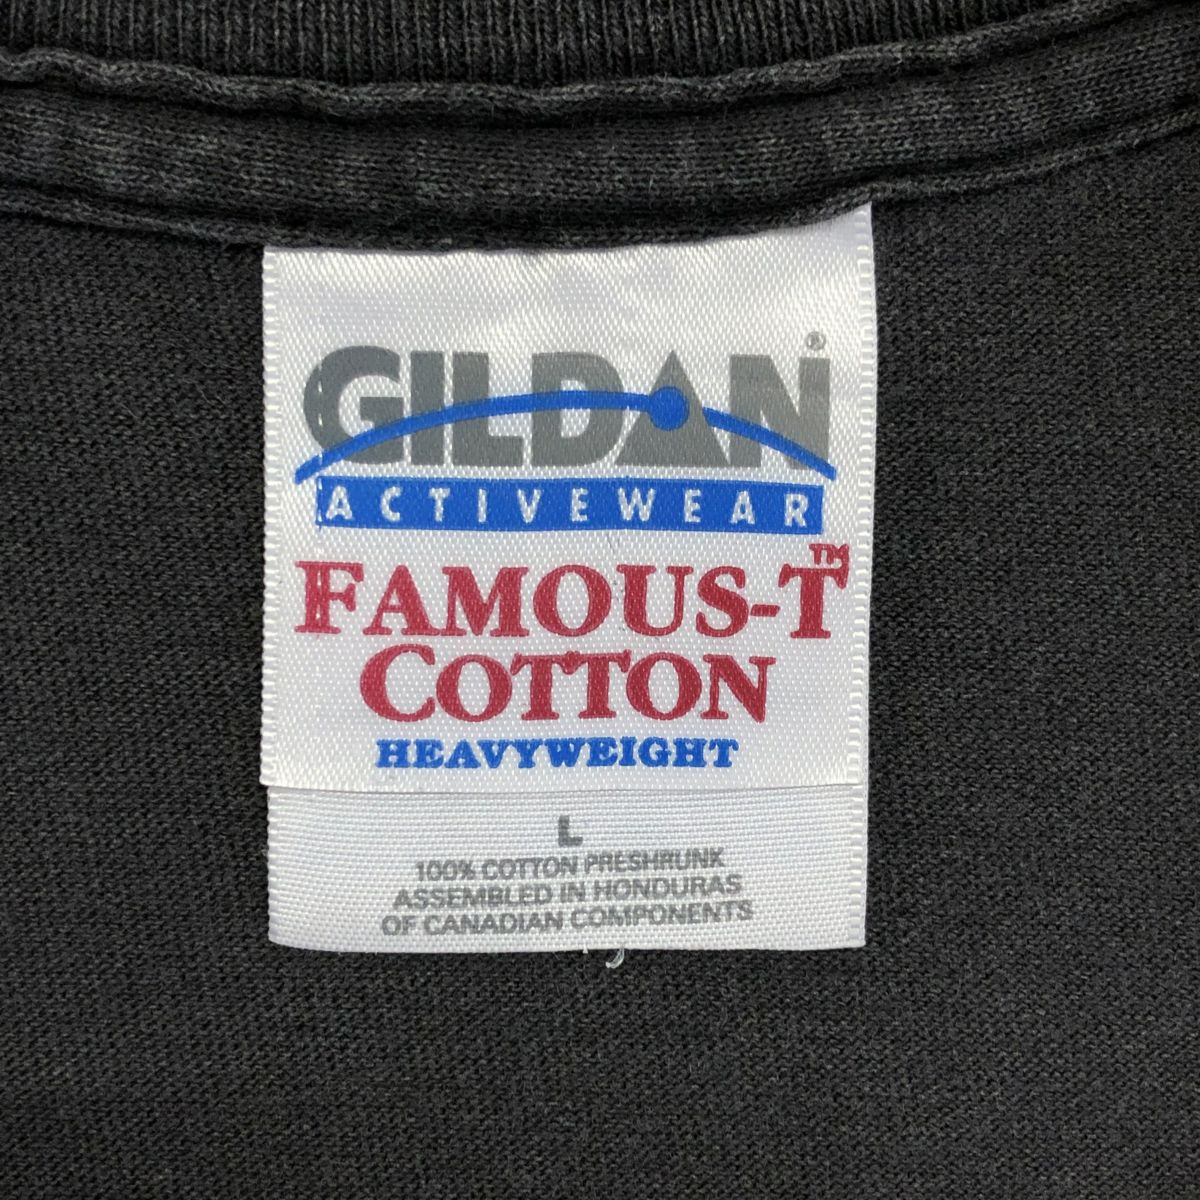 GILDAN®
ACTIVEWEAR
FAMOUS-T™
COTTON
HEAVYWEIGHT
L
100% COTTON PRESHRUNK
ASSEMBLED IN HONDURAS
OF CANADIAN COMPONENTS